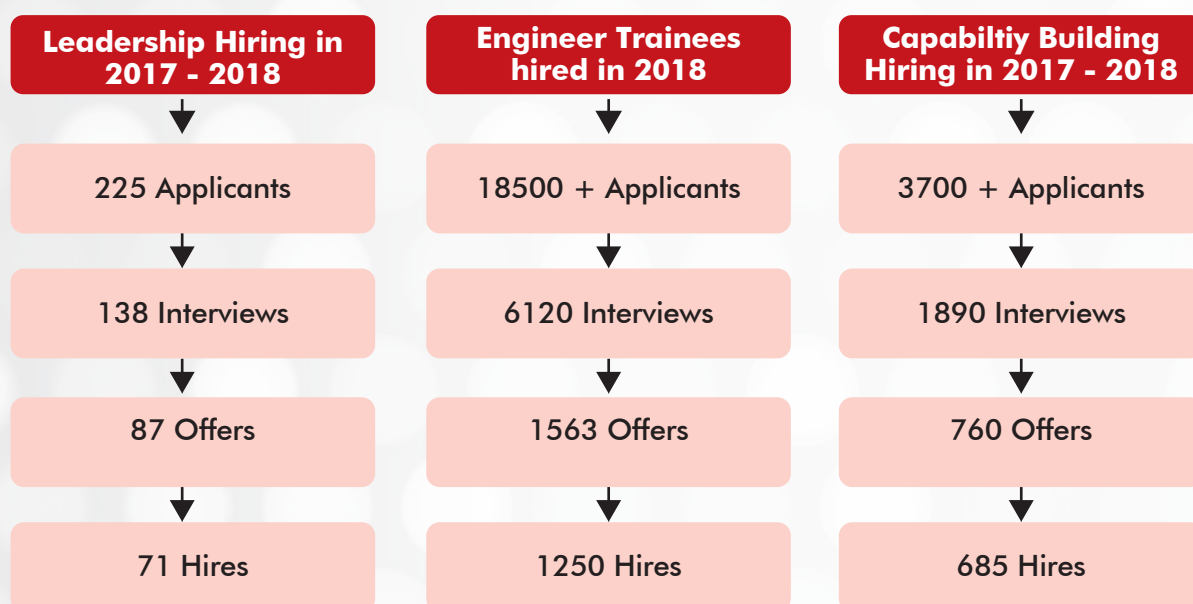 Leadership Hiring in
2017 - 2018
225 Applicants
138 Interviews
87 Offers
71 Hires
Engineer Trainees
hired in 2018
18500 + Applicants
6120 Interviews
1563 Offers
1250 Hires
Capabiltiy Building
Hiring in 2017 - 2018
3700 + Applicants
1890 Interviews
760 Offers
685 Hires